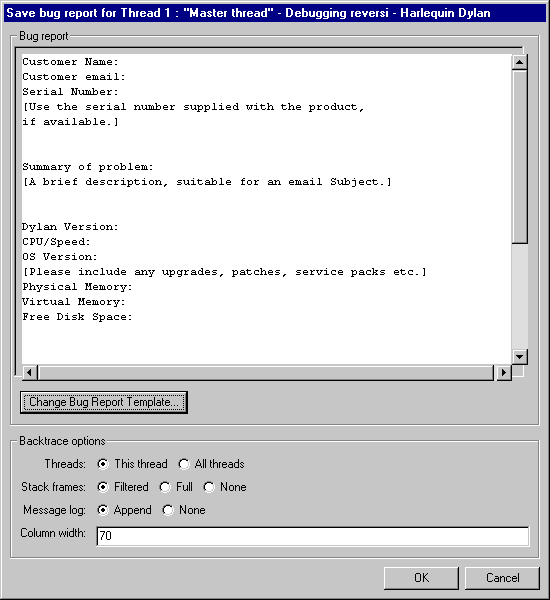 Save bug report for Thread 1 : "Master thread" - Debugging reversi - Harlequin Dylan
Bug report
Customer Name:
Customer email:
Serial Number:
[Use the serial number supplied with the product,
if available.]
Summary of problem:
[A brief description, suitable for an email Subject.]
Dylan Version:
CPU/Speed:
OS Version:
[Please include any upgrades, patches, service packs etc.]
Physical Memory:
Virtual Memory:
Free Disk Space:
Change Bug Report Template...
Backtrace options
Threads: This thread All threads
Stack frames: Filtered Full None
Message log: Append None
Column width: 70
OK Cancel